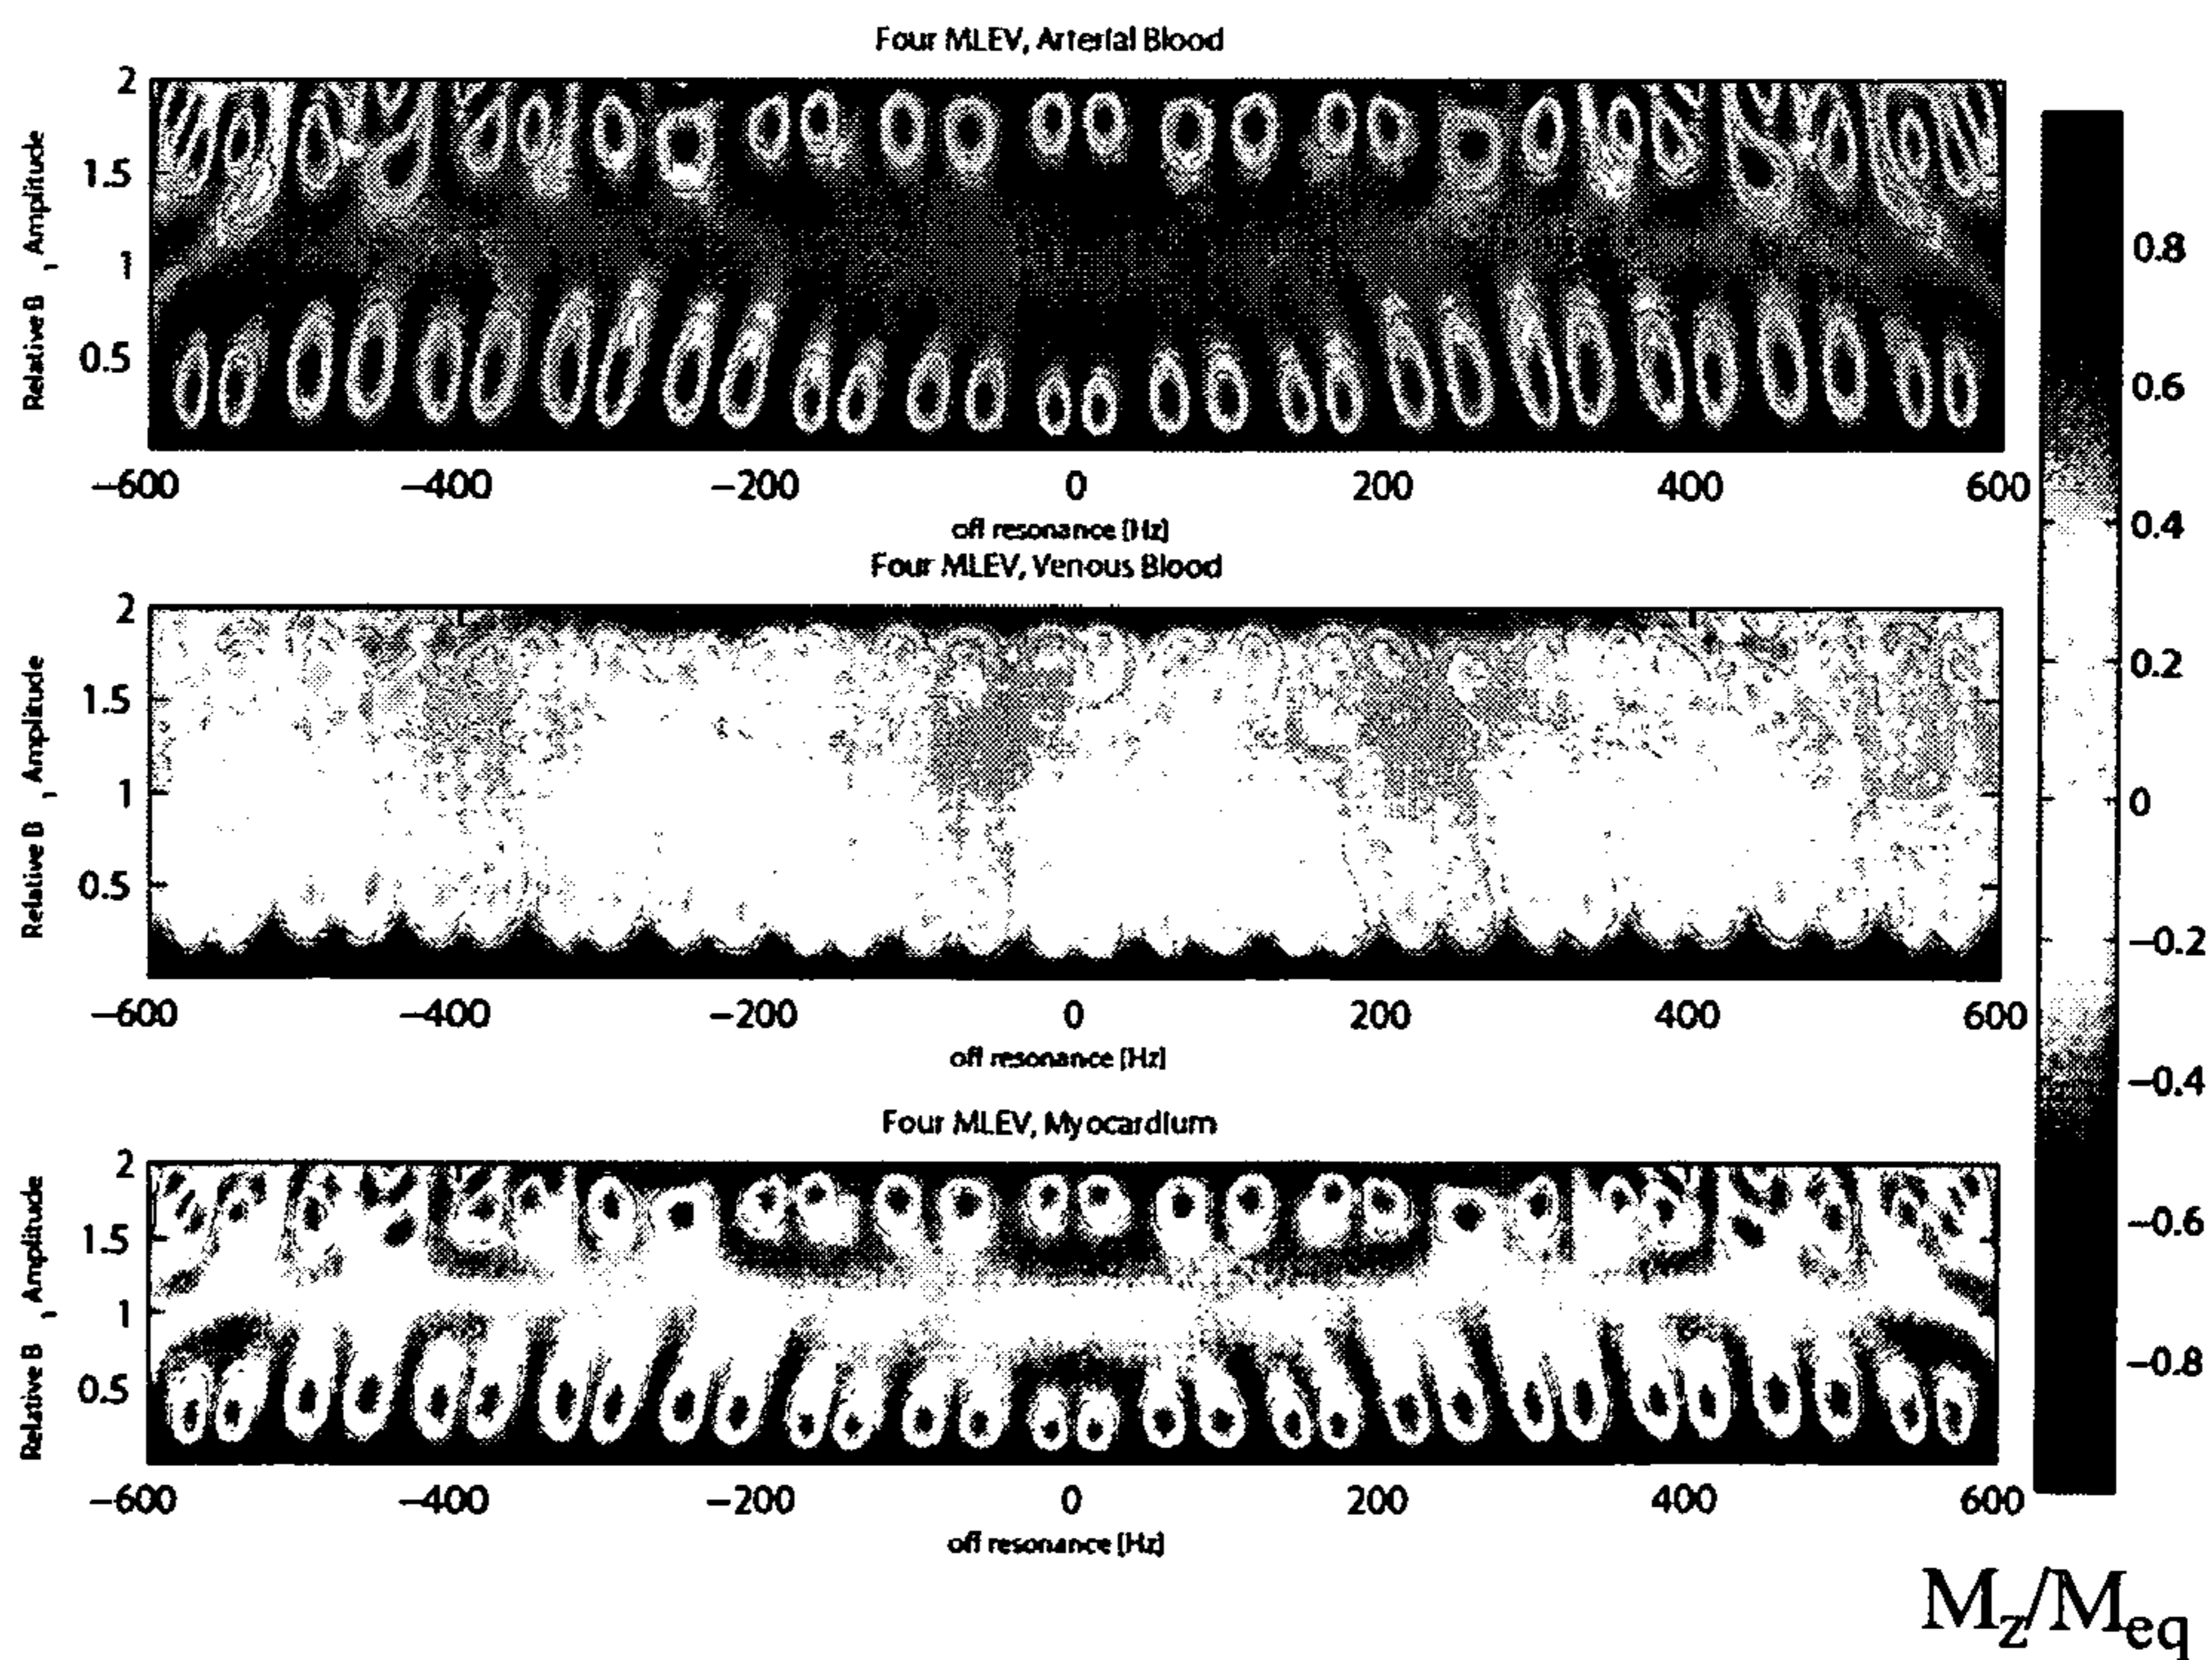 Four MLEV, Arterial Blood
Relative B₁, Amplitude
2
1.5
1
0.5
−600 −400 −200 0 200 400 600
off resonance [Hz]
Four MLEV, Venous Blood
Relative B₁, Amplitude
2
1.5
1
0.5
−600 −400 −200 0 200 400 600
off resonance [Hz]
Four MLEV, Myocardium
Relative B₁, Amplitude
2
1.5
1
0.5
−600 −400 −200 0 200 400 600
off resonance [Hz]
0.8
0.6
0.4
0.2
0
−0.2
−0.4
−0.6
−0.8
M_z/M_eq